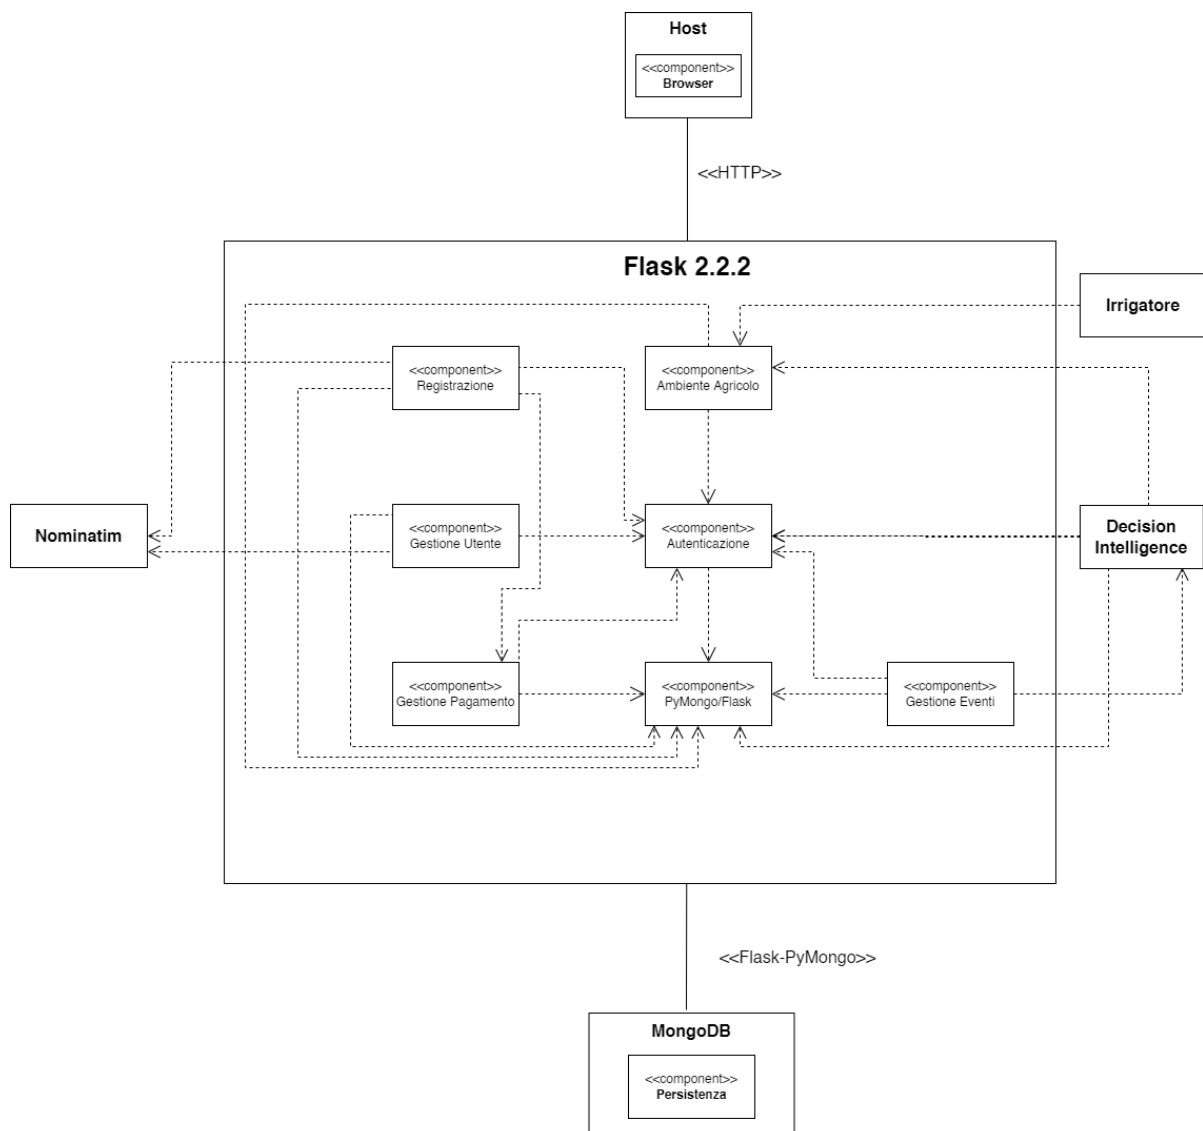 Host
<<component>>
Browser
<<HTTP>>
Flask 2.2.2
Irrigatore
<<component>>
Registrazione
<<component>>
Ambiente Agricolo
Nominatim
<<component>>
Gestione Utente
<<component>>
Autenticazione
Decision
Intelligence
<<component>>
Gestione Pagamento
<<component>>
PyMongo/Flask
<<component>>
Gestione Eventi
<<Flask-PyMongo>>
MongoDB
<<component>>
Persistenza